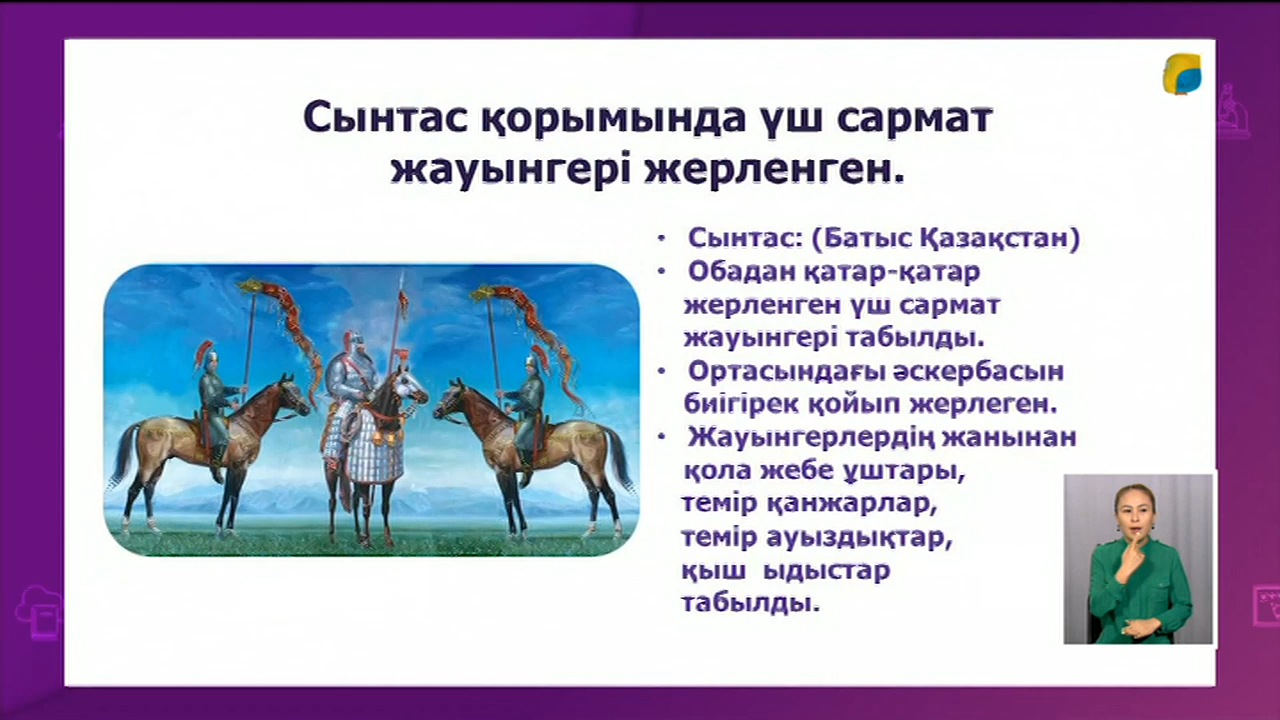 Сынтас қорымында үш сармат
жауынгері жерленген.
• Сынтас: (Батыс Қазақстан)
• Обадан қатар-қатар
жерленген үш сармат
жауынгері табылды.
• Ортасындағы әскербасын
биігірек қойып жерлеген.
• Жауынгерлердің жанынан
қола жебе ұштары,
темір қанжарлар,
темір ауыздықтар,
қыш ыдыстар
табылды.